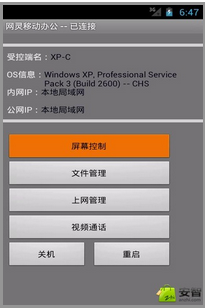 6:47
网灵移动办公 -- 已连接
受控端名：XP-C
OS信息：Windows XP, Professional Service
Pack 3 (Build 2600) -- CHS
内网IP：本地局域网
公网IP：本地局域网
屏幕控制
文件管理
上网管理
视频通话
关机 重启
安智